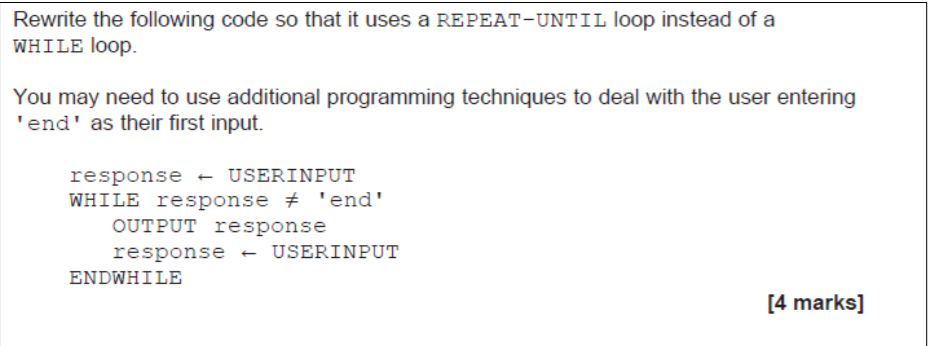 Rewrite the following code so that it uses a REPEAT-UNTIL loop instead of a
WHILE loop.
You may need to use additional programming techniques to deal with the user entering
'end' as their first input.
response ← USERINPUT
WHILE response ≠ 'end'
OUTPUT response
response ← USERINPUT
ENDWHILE
[4 marks]